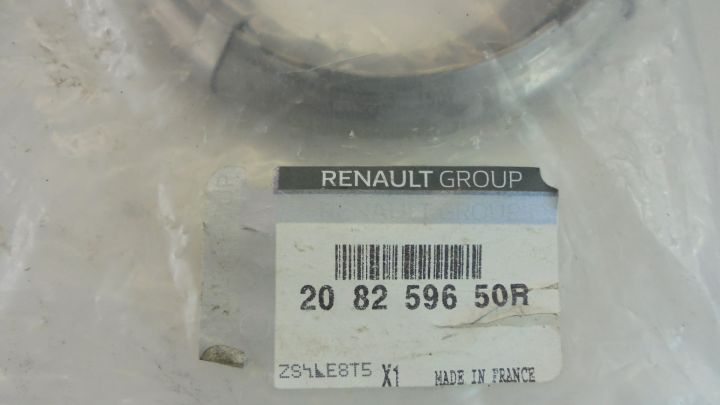 RENAULT GROUP
20 82 596 50R
X1 MADE IN FRANCE